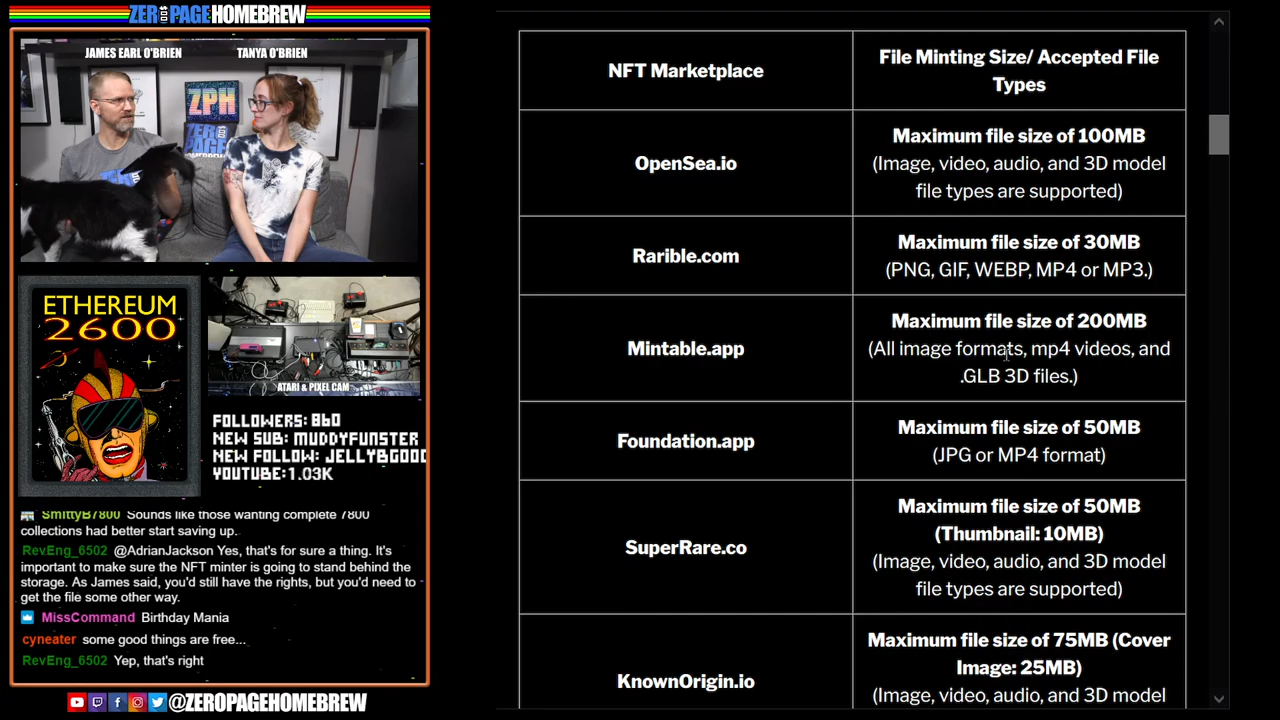 ZEROPAGE HOMEBREW
JAMES EARL O'BRIEN
TANYA O'BRIEN
ZPH
ETHEREUM
2600
ATARI & PIXEL CAM
FOLLOWERS: 860
NEW SUB: MUDDYFUNSTER
NEW FOLLOW: JELLYBGOOD
YOUTUBE: 1.03K
SmittyB7800 Sounds like those wanting complete 7800
collections had better start saving up.
RevEng_6502 @AdrianJackson Yes, that's for sure a thing. It's
important to make sure the NFT minter is going to stand behind the
storage. As James said, you'd still have the rights, but you'd need to
get the file some other way.
MissCommand Birthday Mania
cyneater some good things are free...
RevEng_6502 Yep, that's right
@ZEROPAGEHOMEBREW
NFT Marketplace
File Minting Size/ Accepted File
Types
OpenSea.io
Maximum file size of 100MB
(Image, video, audio, and 3D model
file types are supported)
Rarible.com
Maximum file size of 30MB
(PNG, GIF, WEBP, MP4 or MP3.)
Mintable.app
Maximum file size of 200MB
(All image formats, mp4 videos, and
.GLB 3D files.)
Foundation.app
Maximum file size of 50MB
(JPG or MP4 format)
SuperRare.co
Maximum file size of 50MB
(Thumbnail: 10MB)
(Image, video, audio, and 3D model
file types are supported)
KnownOrigin.io
Maximum file size of 75MB (Cover
Image: 25MB)
(Image, video, audio, and 3D model